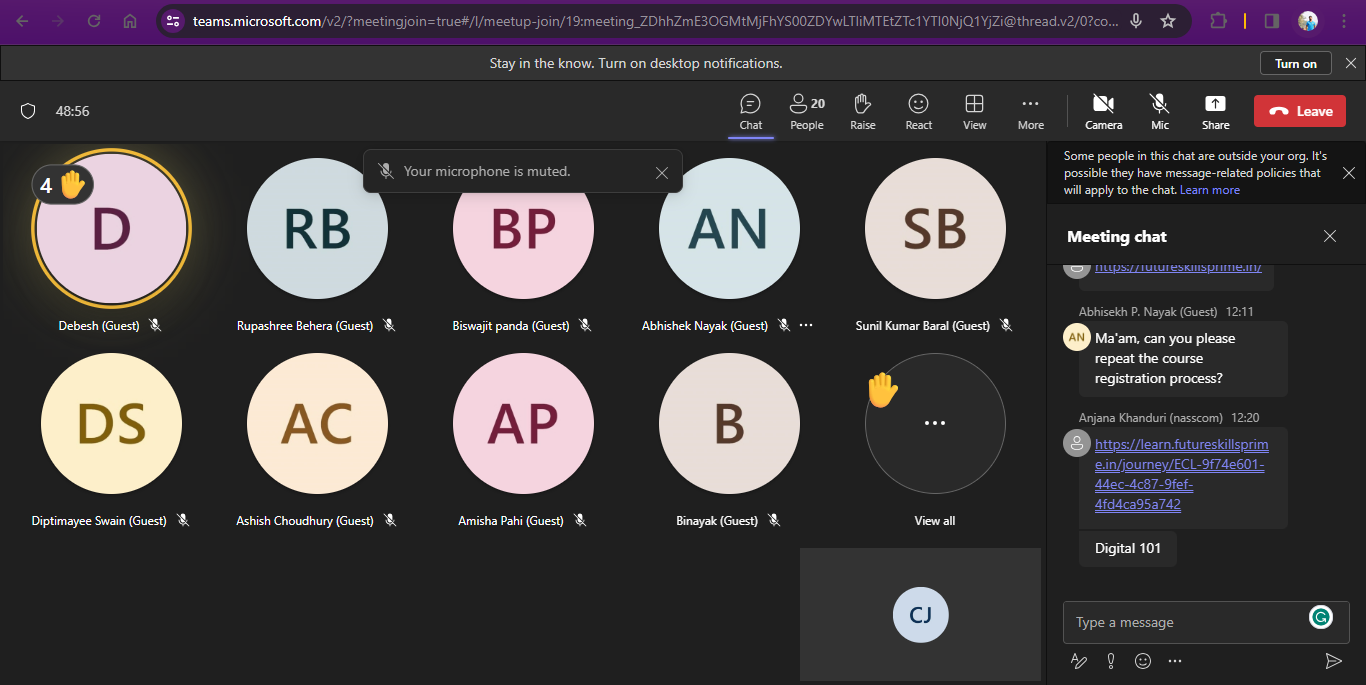 teams.microsoft.com/v2/?meetingjoin=true#/l/meetup-join/19:meeting_ZDhhZmE3OGMtMjFhYS00ZDYwLTliMTEtZTc1YTI0NjQ1YjZi@thread.v2/0?co...
Stay in the know. Turn on desktop notifications.
Turn on
48:56
Chat
20
People
Raise
React
View
More
Camera
Mic
Share
Leave
Your microphone is muted.
4
D
RB
BP
AN
SB
Debesh (Guest)
Rupashree Behera (Guest)
Biswajit panda (Guest)
Abhishek Nayak (Guest)
Sunil Kumar Baral (Guest)
DS
AC
AP
B
Diptimayee Swain (Guest)
Ashish Choudhury (Guest)
Amisha Pahi (Guest)
Binayak (Guest)
View all
CJ
Some people in this chat are outside your org. It's
possible they have message-related policies that
will apply to the chat. Learn more
Meeting chat
https://futureskillsprime.in/
Abhisekh P. Nayak (Guest) 12:11
AN
Ma'am, can you please
repeat the course
registration process?
Anjana Khanduri (nasscom) 12:20
https://learn.futureskillsprim
e.in/journey/ECL-9f74e601-
44ec-4c87-9fef-
4fd4ca95a742
Digital 101
Type a message